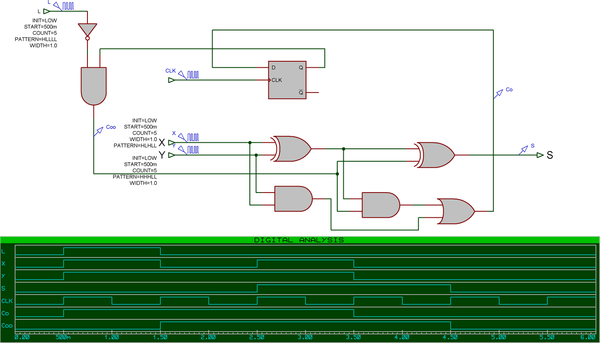 L
L
INIT=LOW
START=500m
COUNT=5
PATTERN=HLLLL
WIDTH=1.0
CLK
D
Q
CLK
Q
Co
Coo
INIT=LOW
START=500m
COUNT=5
WIDTH=1.0
PATTERN=HLHLL
X
X
Y
INIT=LOW
START=500m
COUNT=5
PATTERN=HHHLL
WIDTH=1.0
S
S
DIGITAL ANALYSIS
L
X
Y
S
CLK
Co
Coo
0.00 500m 1.00 1.50 2.00 2.50 3.00 3.50 4.00 4.50 5.00 5.50 6.00